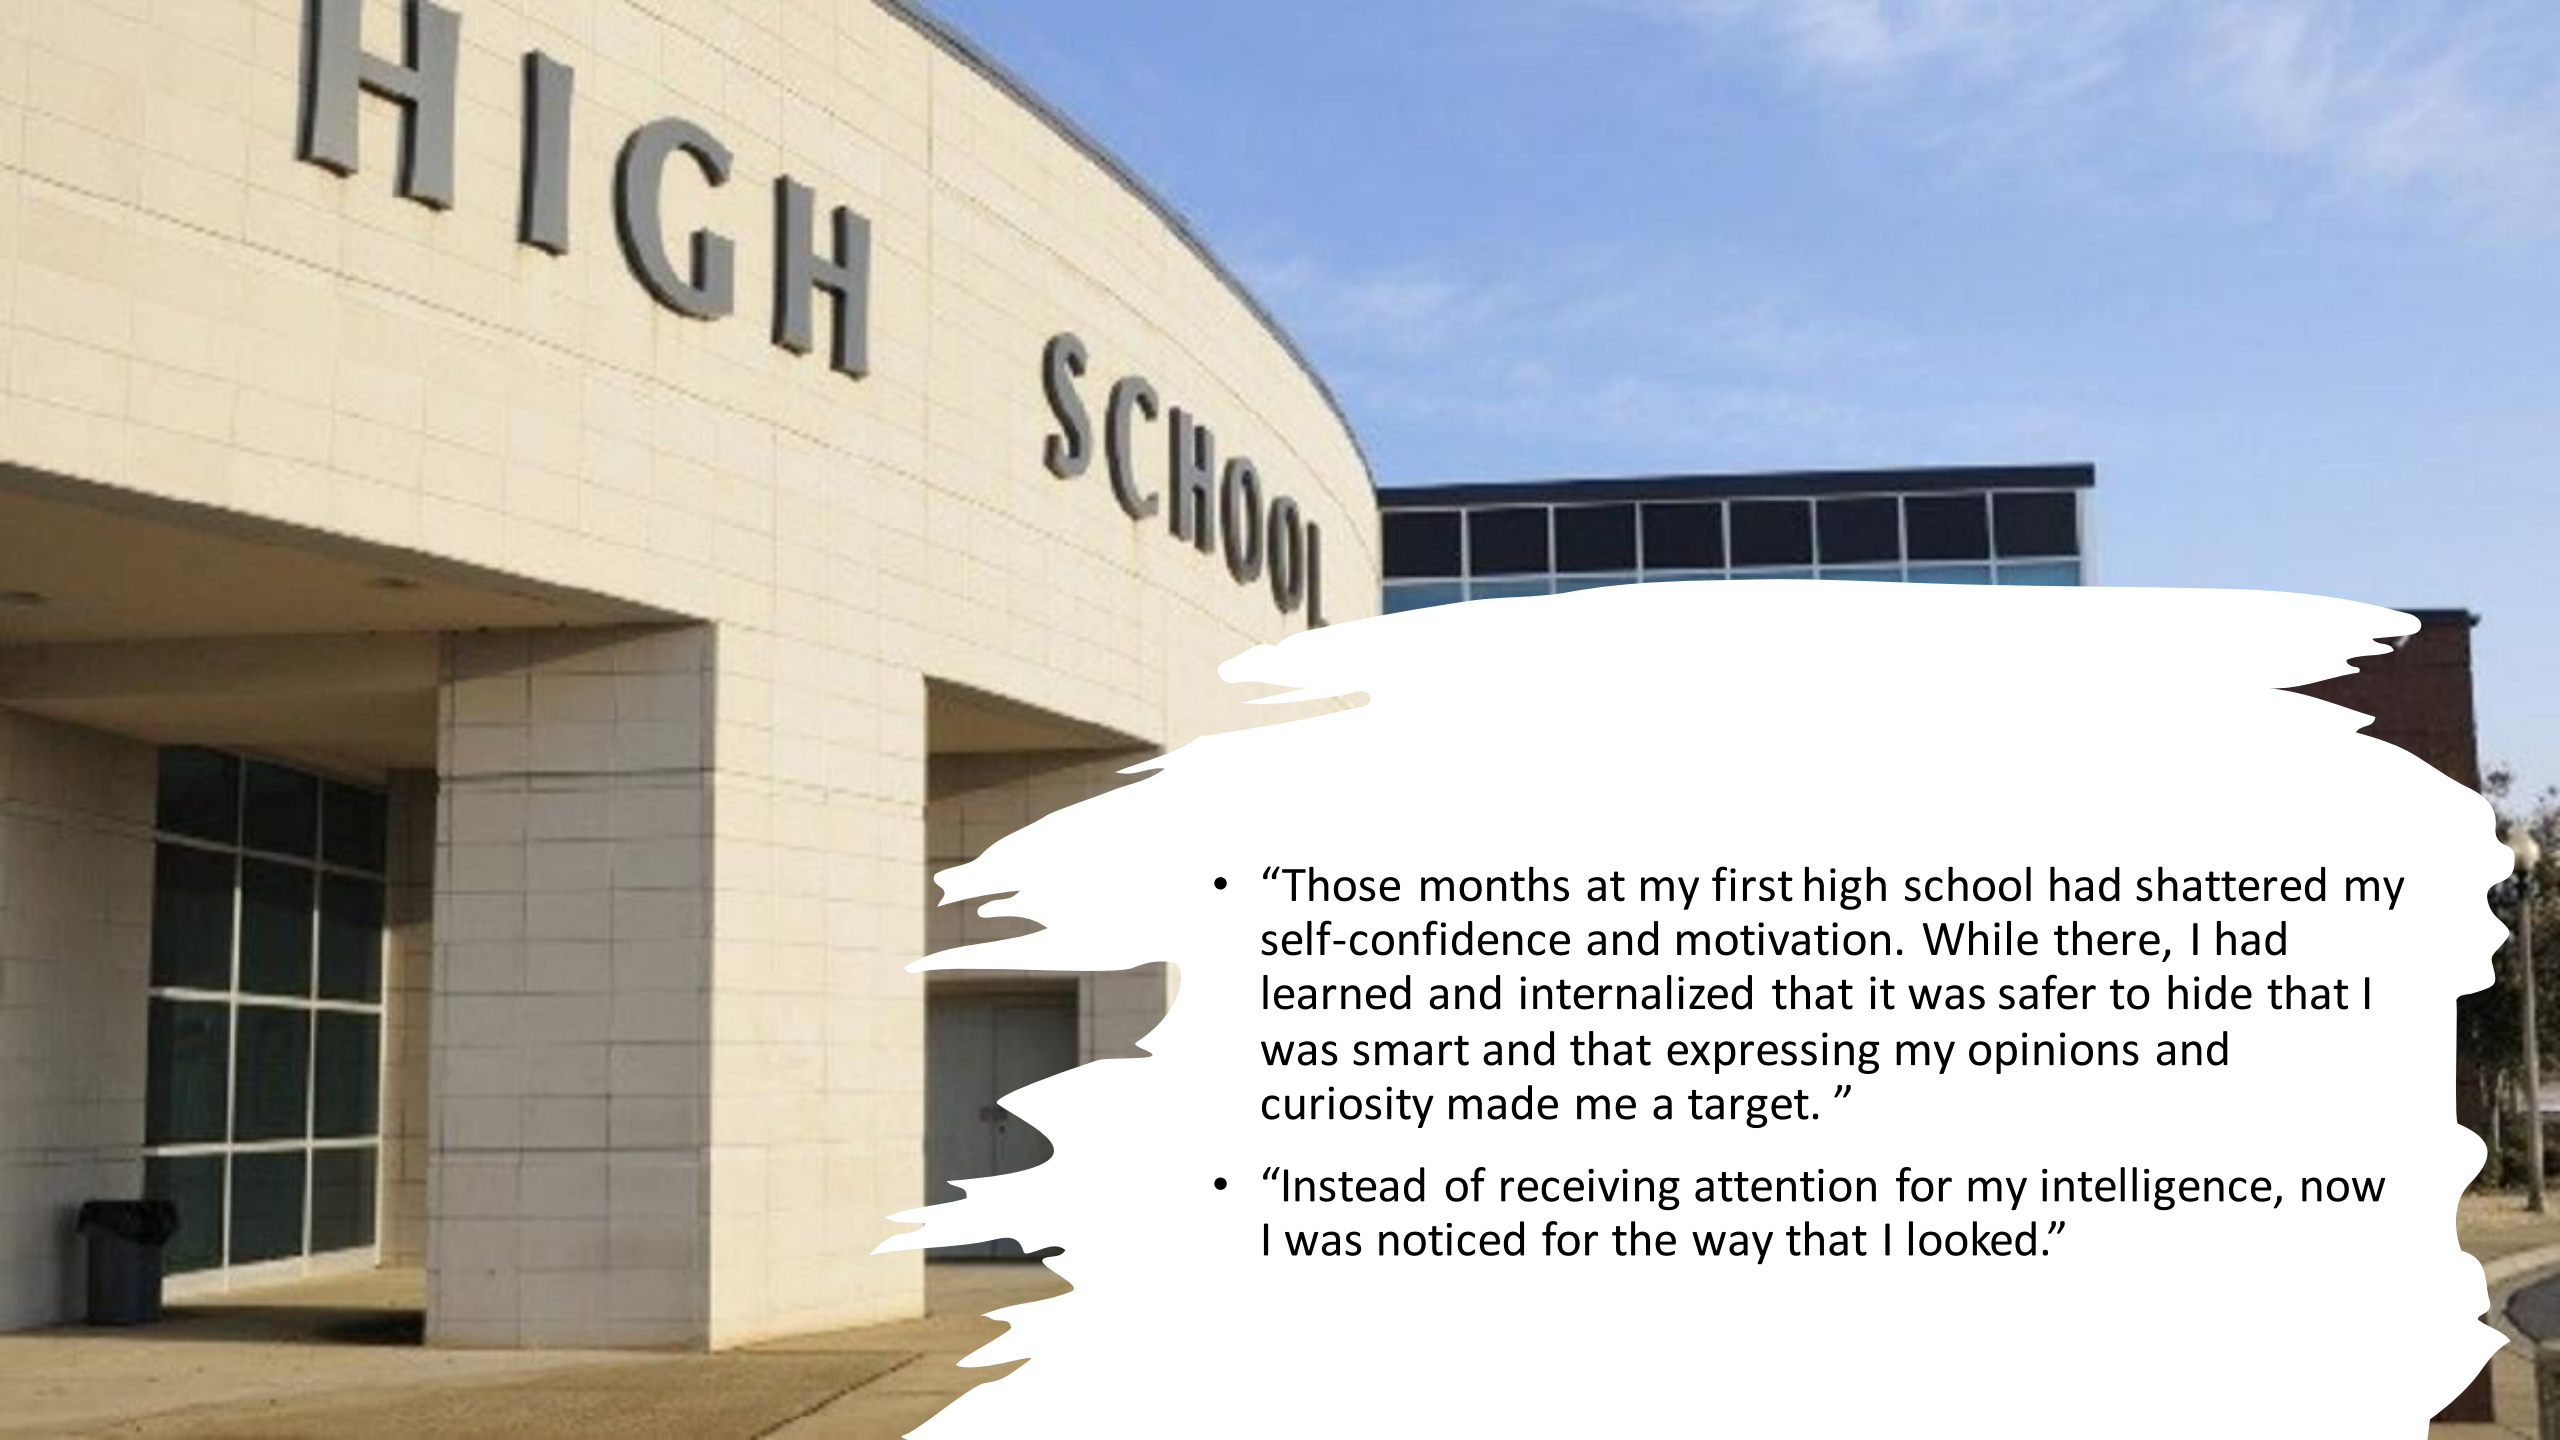 HIGH SCHOOL
• “Those months at my first high school had shattered my
self-confidence and motivation. While there, I had
learned and internalized that it was safer to hide that I
was smart and that expressing my opinions and
curiosity made me a target. ”
• “Instead of receiving attention for my intelligence, now
I was noticed for the way that I looked.”